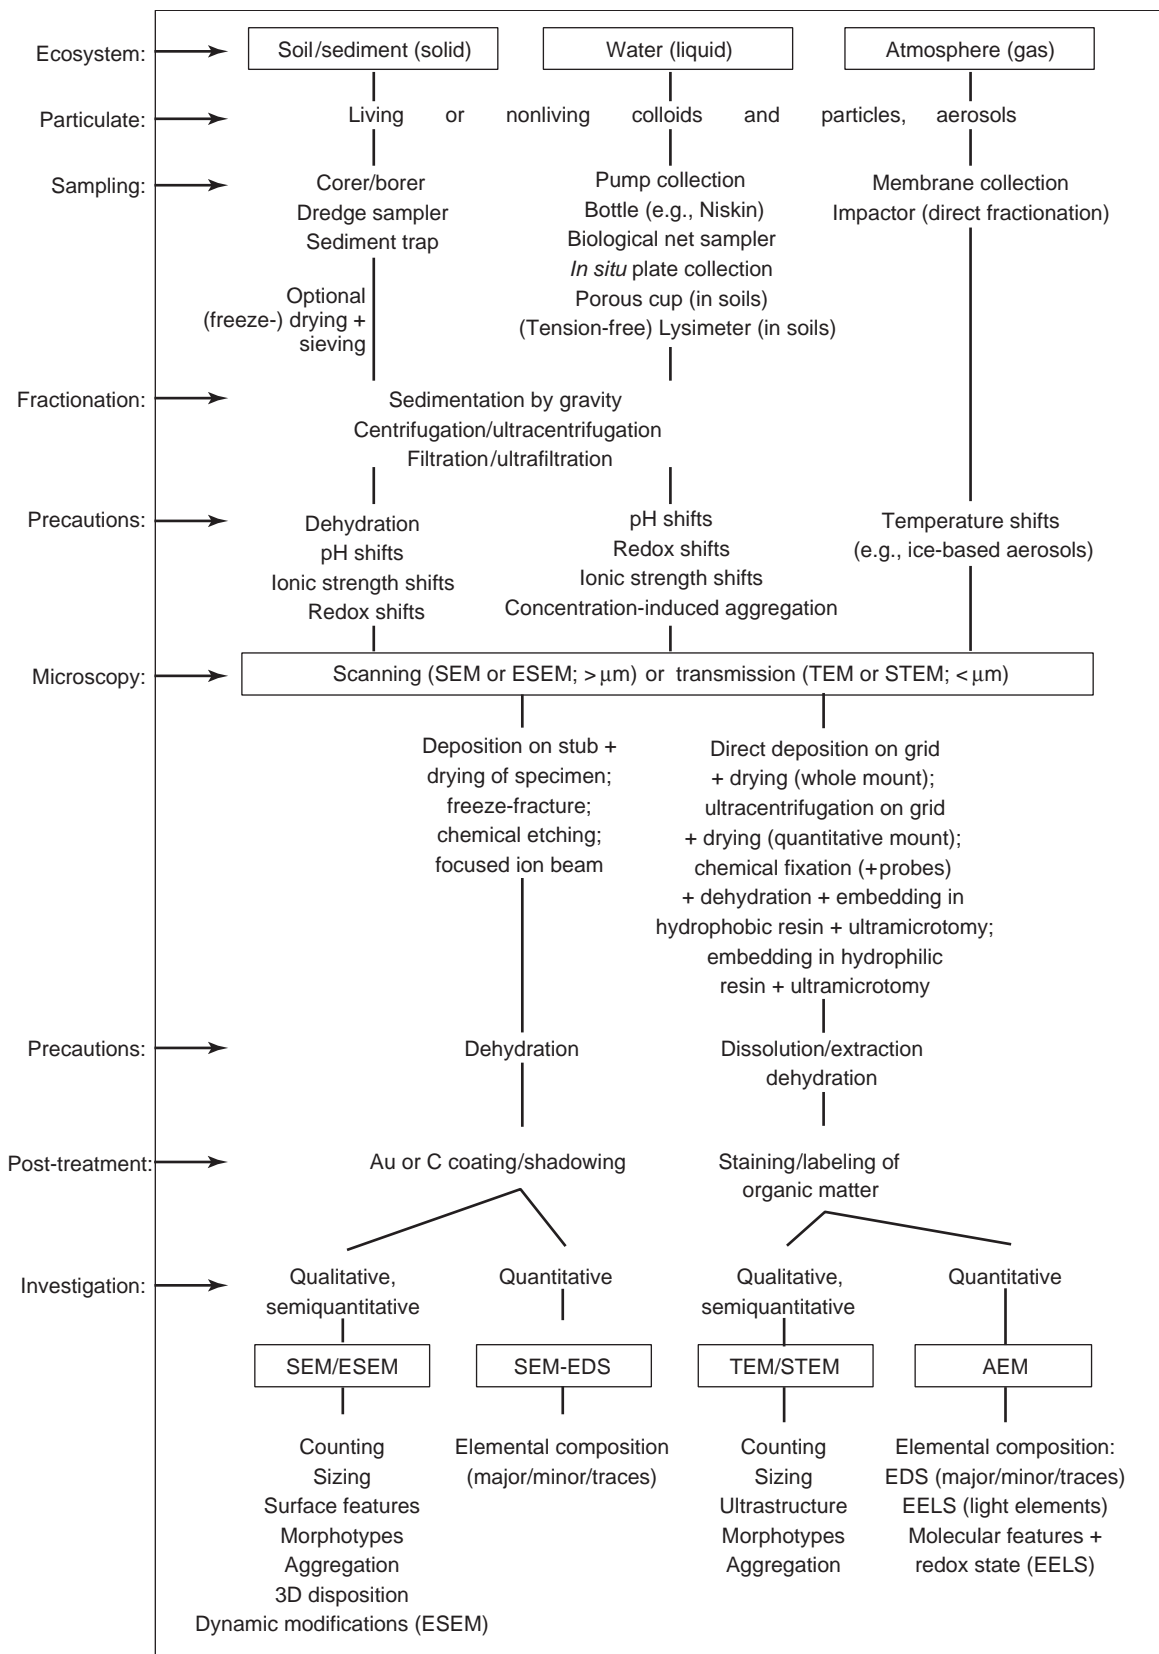 Ecosystem:
Soil/sediment (solid)
Water (liquid)
Atmosphere (gas)
Particulate:
Living or nonliving colloids and particles, aerosols
Sampling:
Corer/borer
Dredge sampler
Sediment trap
Optional
(freeze-) drying +
sieving
Pump collection
Bottle (e.g., Niskin)
Biological net sampler
In situ plate collection
Porous cup (in soils)
(Tension-free) Lysimeter (in soils)
Membrane collection
Impactor (direct fractionation)
Fractionation:
Sedimentation by gravity
Centrifugation/ultracentrifugation
Filtration/ultrafiltration
Precautions:
Dehydration
pH shifts
Ionic strength shifts
Redox shifts
pH shifts
Redox shifts
Ionic strength shifts
Concentration-induced aggregation
Temperature shifts
(e.g., ice-based aerosols)
Microscopy:
Scanning (SEM or ESEM; >μm) or transmission (TEM or STEM; <μm)
Deposition on stub +
drying of specimen;
freeze-fracture;
chemical etching;
focused ion beam
Direct deposition on grid
+ drying (whole mount);
ultracentrifugation on grid
+ drying (quantitative mount);
chemical fixation (+probes)
+ dehydration + embedding in
hydrophobic resin + ultramicrotomy;
embedding in hydrophilic
resin + ultramicrotomy
Precautions:
Dehydration
Dissolution/extraction
dehydration
Post-treatment:
Au or C coating/shadowing
Staining/labeling of
organic matter
Investigation:
Qualitative,
semiquantitative
Quantitative
Qualitative,
semiquantitative
Quantitative
SEM/ESEM
SEM-EDS
TEM/STEM
AEM
Counting
Sizing
Surface features
Morphotypes
Aggregation
3D disposition
Dynamic modifications (ESEM)
Elemental composition
(major/minor/traces)
Counting
Sizing
Ultrastructure
Morphotypes
Aggregation
Elemental composition:
EDS (major/minor/traces)
EELS (light elements)
Molecular features +
redox state (EELS)